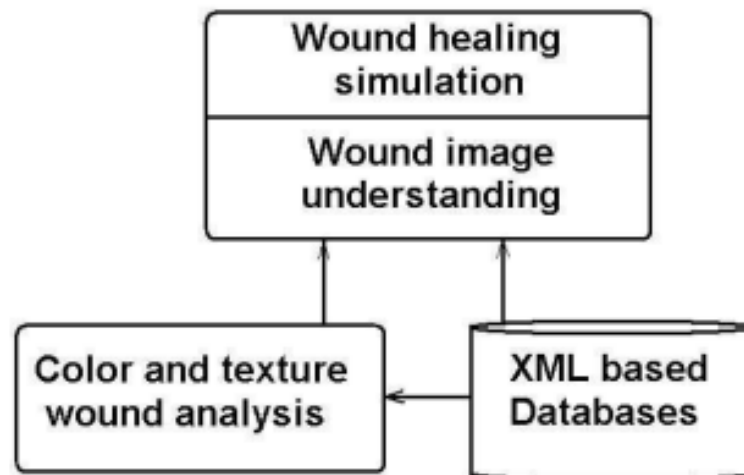 Wound healing
simulation
Wound image
understanding
Color and texture
wound analysis
XML based
Databases